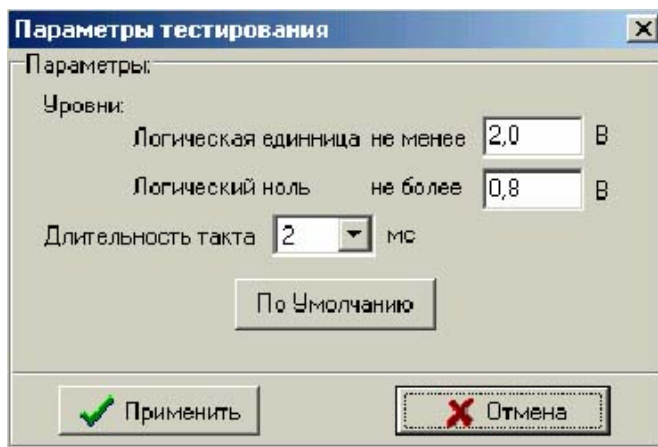 Параметры тестирования
Параметры:
Уровни:
Логическая единница не менее 2,0 В
Логический ноль не более 0,8 В
Длительность такта 2 мс
По Умолчанию
Применить Отмена